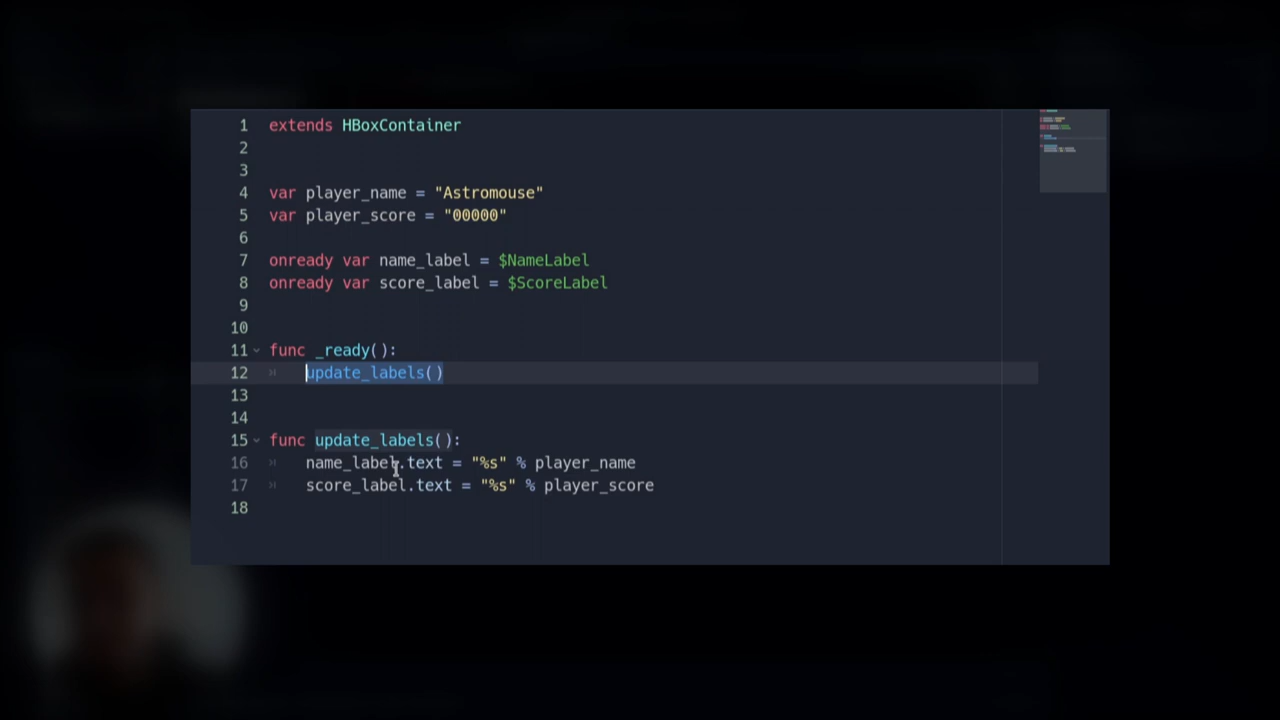 1 extends HBoxContainer
2
3
4 var player_name = "Astromouse"
5 var player_score = "00000"
6
7 onready var name_label = $NameLabel
8 onready var score_label = $ScoreLabel
9
10
11 func _ready():
12 update_labels()
13
14
15 func update_labels():
16 name_label.text = "%s" % player_name
17 score_label.text = "%s" % player_score
18